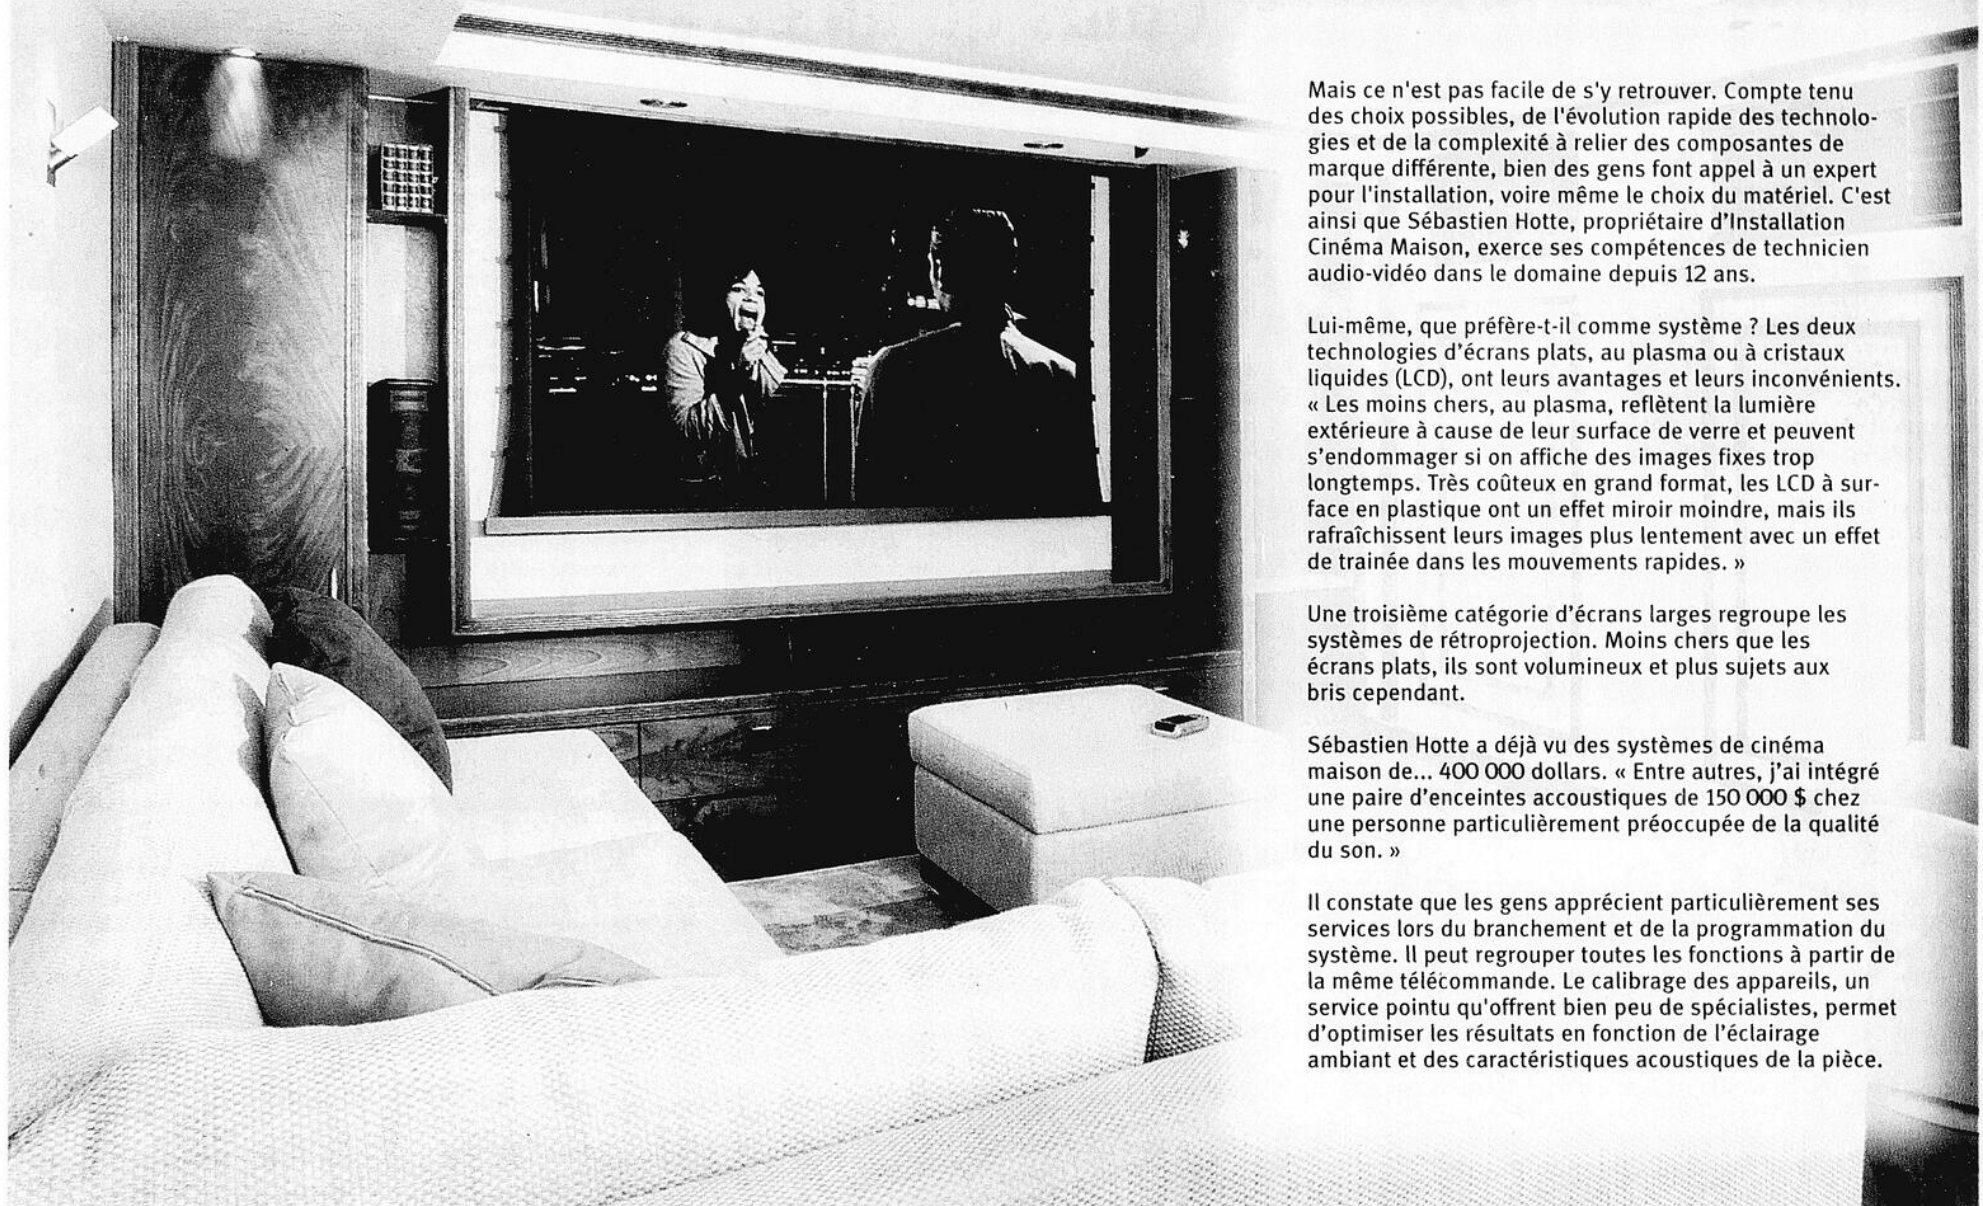 Mais ce n'est pas facile de s'y retrouver. Compte tenu
des choix possibles, de l'évolution rapide des technolo-
gies et de la complexité à relier des composantes de
marque différente, bien des gens font appel à un expert
pour l'installation, voire même le choix du matériel. C'est
ainsi que Sébastien Hotte, propriétaire d'Installation
Cinéma Maison, exerce ses compétences de technicien
audio-vidéo dans le domaine depuis 12 ans.

Lui-même, que préfère-t-il comme système ? Les deux
technologies d'écrans plats, au plasma ou à cristaux
liquides (LCD), ont leurs avantages et leurs inconvénients.
« Les moins chers, au plasma, reflètent la lumière
extérieure à cause de leur surface de verre et peuvent
s'endommager si on affiche des images fixes trop
longtemps. Très coûteux en grand format, les LCD à sur-
face en plastique ont un effet miroir moindre, mais ils
rafraîchissent leurs images plus lentement avec un effet
de trainée dans les mouvements rapides. »

Une troisième catégorie d'écrans larges regroupe les
systèmes de rétroprojection. Moins chers que les
écrans plats, ils sont volumineux et plus sujets aux
bris cependant.

Sébastien Hotte a déjà vu des systèmes de cinéma
maison de... 400 000 dollars. « Entre autres, j'ai intégré
une paire d'enceintes accoustiques de 150 000 $ chez
une personne particulièrement préoccupée de la qualité
du son. »

Il constate que les gens apprécient particulièrement ses
services lors du branchement et de la programmation du
système. Il peut regrouper toutes les fonctions à partir de
la même télécommande. Le calibrage des appareils, un
service pointu qu'offrent bien peu de spécialistes, permet
d'optimiser les résultats en fonction de l'éclairage
ambiant et des caractéristiques acoustiques de la pièce.